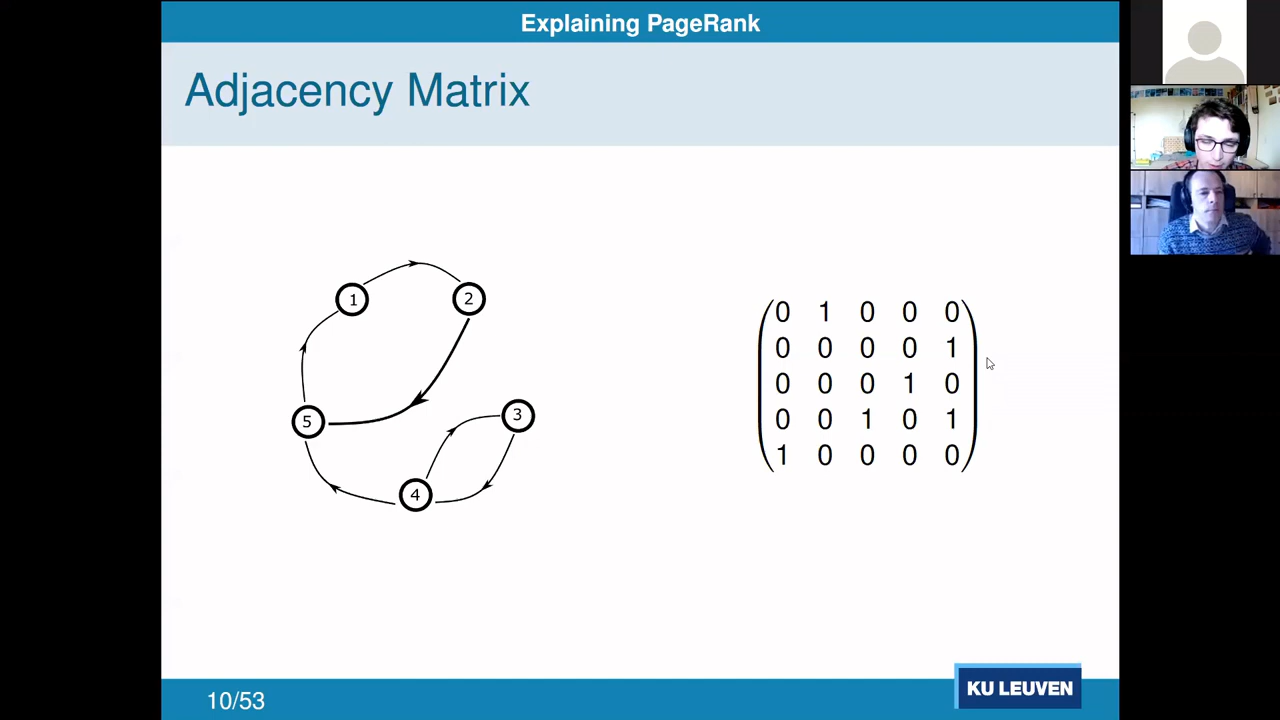 Explaining PageRank
Adjacency Matrix
1
2
5
3
4
0 1 0 0 0
0 0 0 0 1
0 0 0 1 0
0 0 1 0 1
1 0 0 0 0
10/53
KU LEUVEN